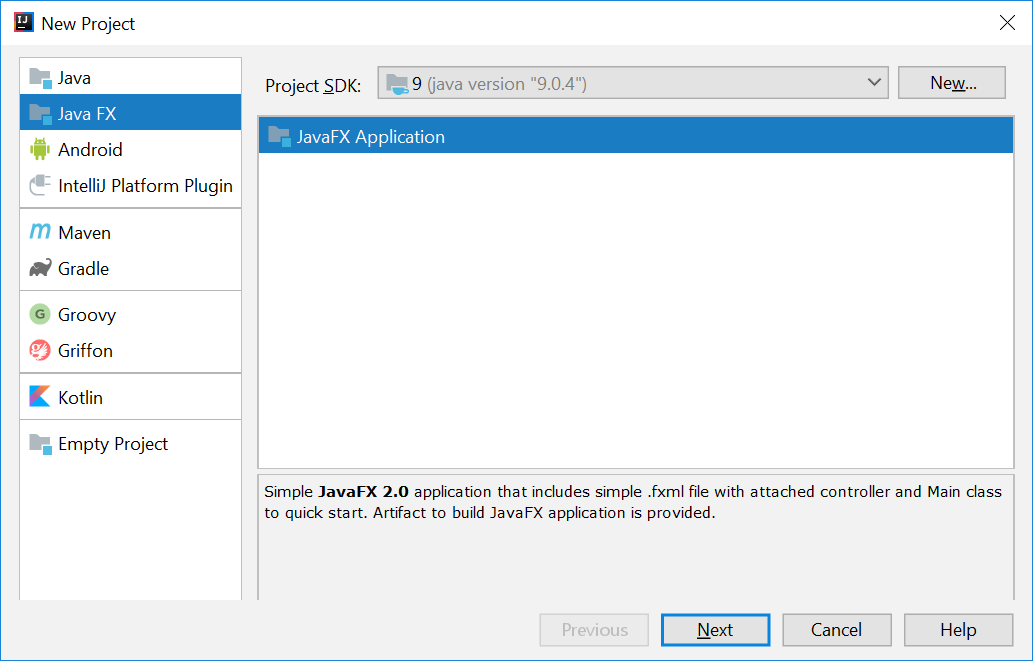 New Project
Java
Java FX
Android
IntelliJ Platform Plugin
Maven
Gradle
Groovy
Griffon
Kotlin
Empty Project
Project SDK: 9 (java version "9.0.4") New...
JavaFX Application
Simple JavaFX 2.0 application that includes simple .fxml file with attached controller and Main class
to quick start. Artifact to build JavaFX application is provided.
Previous Next Cancel Help